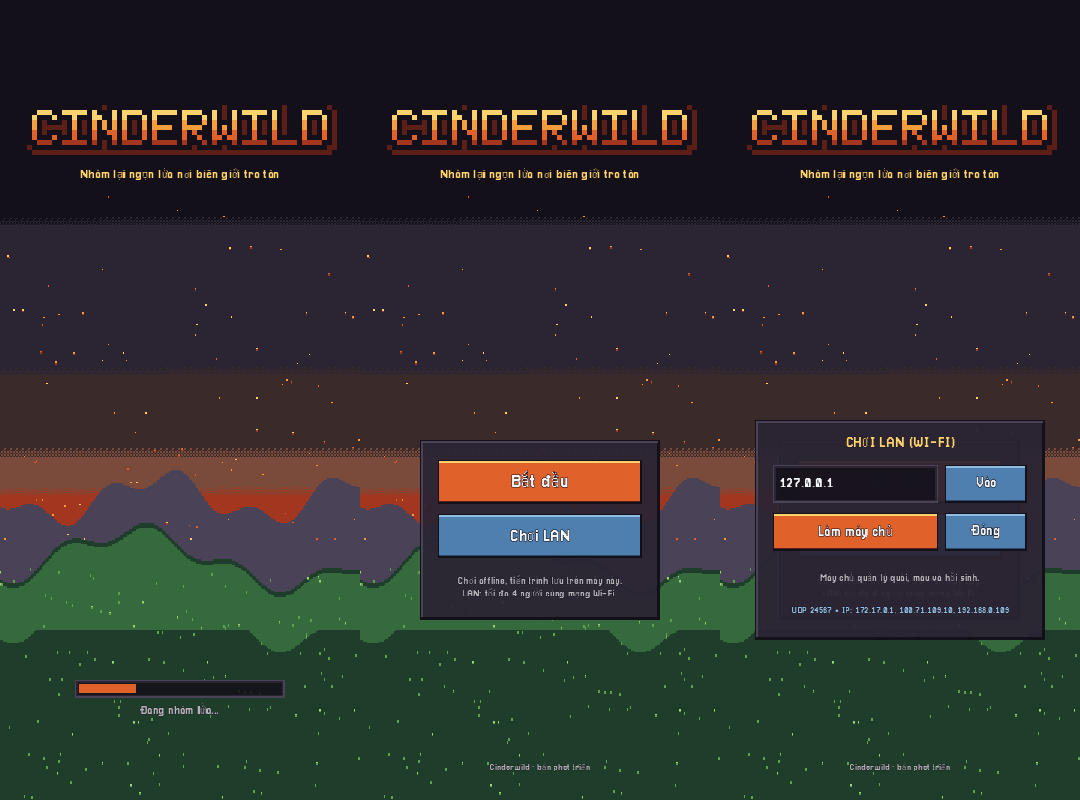 CINDERWILD
Nhóm lại ngọn lửa nơi biên giới tro tàn
Đang nhóm lửa...
CINDERWILD
Nhóm lại ngọn lửa nơi biên giới tro tàn
Bắt đầu
Chơi LAN
Chơi offline, tiến trình lưu trên máy này.
LAN: tối đa 4 người cùng mạng Wi-Fi
Cinderwild · bản phát triển
CINDERWILD
Nhóm lại ngọn lửa nơi biên giới tro tàn
CHƠI LAN (WI-FI)
127.0.0.1
Vào
Làm máy chủ
Đóng
Máy chủ quản lý quái, máu và hồi sinh.
UDP 24567 • IP: 172.17.0.1, 100.71.109.10, 192.168.0.109
Cinderwild · bản phát triển